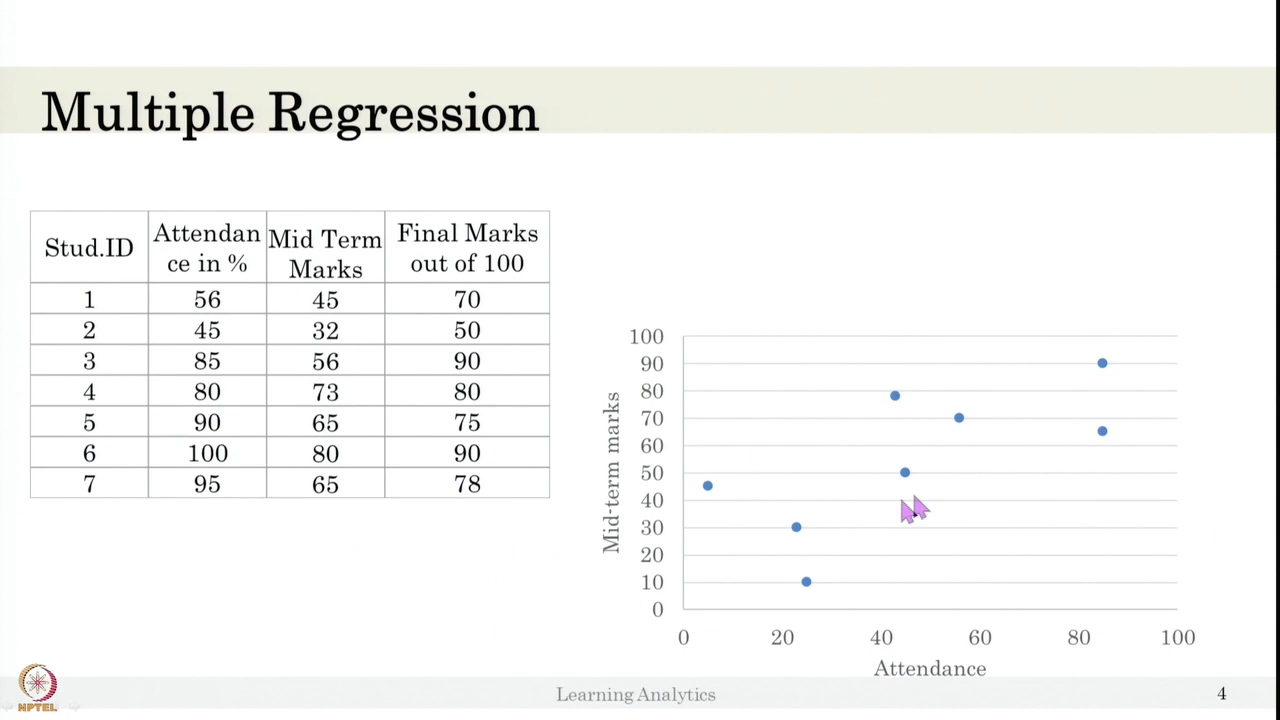 Multiple Regression
Stud.ID
Attendan
ce in %
Mid Term
Marks
Final Marks
out of 100
1 56 45 70
2 45 32 50
3 85 56 90
4 80 73 80
5 90 65 75
6 100 80 90
7 95 65 78
Mid-term marks
100
90
80
70
60
50
40
30
20
10
0
0 20 40 60 80 100
Attendance
NPTEL
Learning Analytics
4